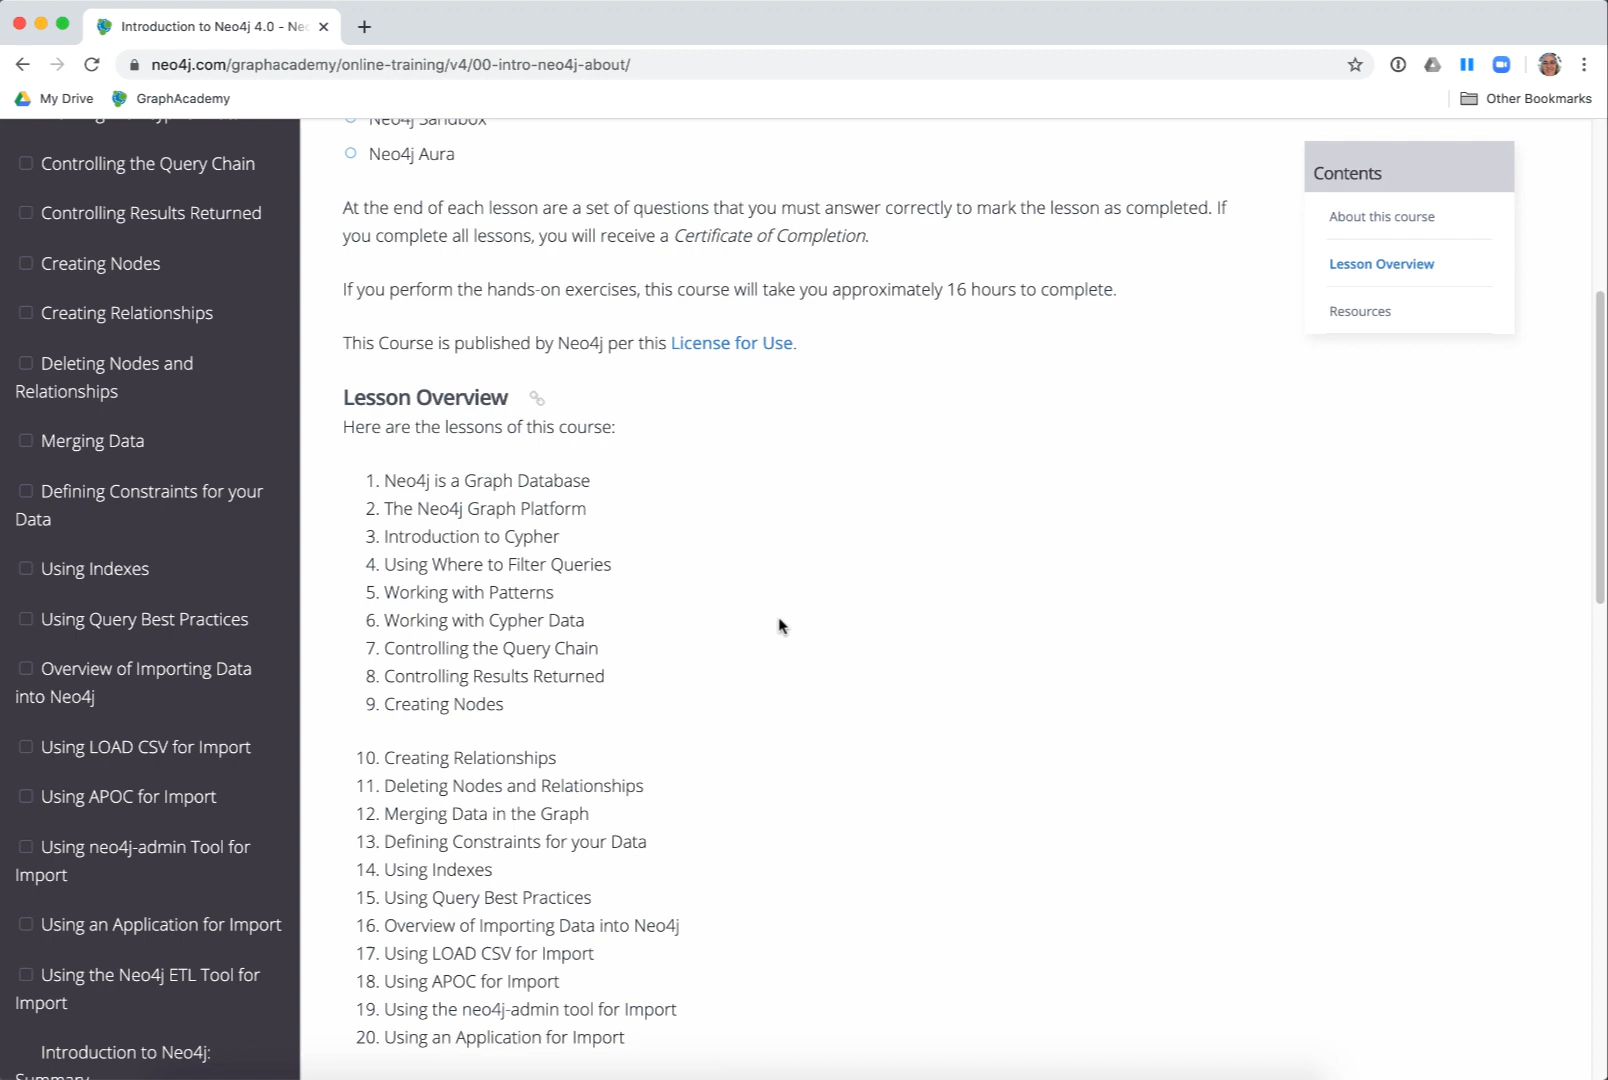 Introduction to Neo4j 4.0 - Neo
neo4j.com/graphacademy/online-training/v4/00-intro-neo4j-about/
My Drive
GraphAcademy
Other Bookmarks
Controlling the Query Chain
Controlling Results Returned
Creating Nodes
Creating Relationships
Deleting Nodes and
Relationships
Merging Data
Defining Constraints for your
Data
Using Indexes
Using Query Best Practices
Overview of Importing Data
into Neo4j
Using LOAD CSV for Import
Using APOC for Import
Using neo4j-admin Tool for
Import
Using an Application for Import
Using the Neo4j ETL Tool for
Import
Introduction to Neo4j:
Summary
Neo4j Sandbox
Neo4j Aura
At the end of each lesson are a set of questions that you must answer correctly to mark the lesson as completed. If
you complete all lessons, you will receive a Certificate of Completion.
If you perform the hands-on exercises, this course will take you approximately 16 hours to complete.
This Course is published by Neo4j per this License for Use.
Lesson Overview
Here are the lessons of this course:
1. Neo4j is a Graph Database
2. The Neo4j Graph Platform
3. Introduction to Cypher
4. Using Where to Filter Queries
5. Working with Patterns
6. Working with Cypher Data
7. Controlling the Query Chain
8. Controlling Results Returned
9. Creating Nodes
10. Creating Relationships
11. Deleting Nodes and Relationships
12. Merging Data in the Graph
13. Defining Constraints for your Data
14. Using Indexes
15. Using Query Best Practices
16. Overview of Importing Data into Neo4j
17. Using LOAD CSV for Import
18. Using APOC for Import
19. Using the neo4j-admin tool for Import
20. Using an Application for Import
Contents
About this course
Lesson Overview
Resources